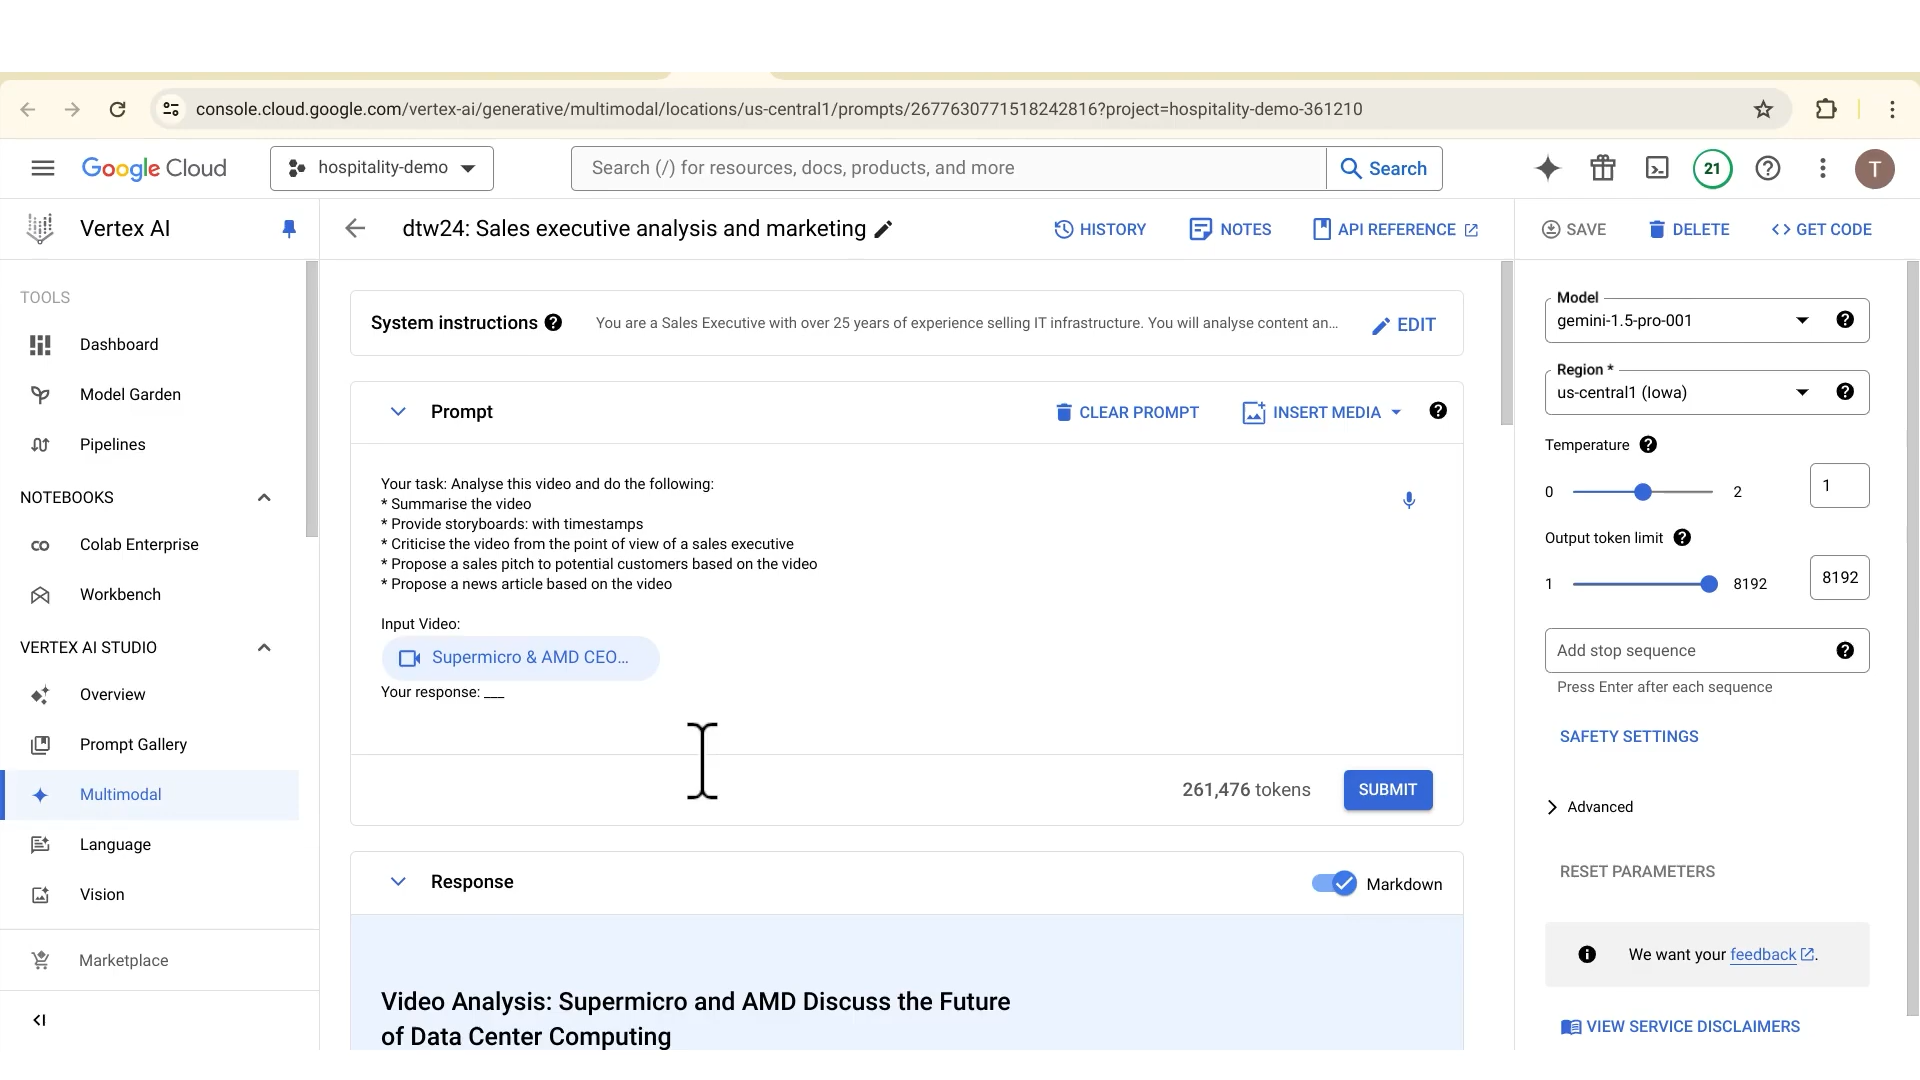 console.cloud.google.com/vertex-ai/generative/multimodal/locations/us-central1/prompts/2677630771518242816?project=hospitality-demo-361210
Google Cloud
hospitality-demo
Search (/) for resources, docs, products, and more
Search
21
T
Vertex AI
dtw24: Sales executive analysis and marketing
HISTORY
NOTES
API REFERENCE
SAVE
DELETE
GET CODE
TOOLS
Dashboard
Model Garden
Pipelines
NOTEBOOKS
Colab Enterprise
Workbench
VERTEX AI STUDIO
Overview
Prompt Gallery
Multimodal
Language
Vision
Marketplace
System instructions
You are a Sales Executive with over 25 years of experience selling IT infrastructure. You will analyse content an...
EDIT
Prompt
CLEAR PROMPT
INSERT MEDIA
Your task: Analyse this video and do the following:
* Summarise the video
* Provide storyboards: with timestamps
* Criticise the video from the point of view of a sales executive
* Propose a sales pitch to potential customers based on the video
* Propose a news article based on the video
Input Video:
Supermicro & AMD CEO...
Your response: ___
261,476 tokens
SUBMIT
Response
Markdown
Video Analysis: Supermicro and AMD Discuss the Future
of Data Center Computing
Model
gemini-1.5-pro-001
Region *
us-central1 (Iowa)
Temperature
0
2
1
Output token limit
1
8192
8192
Add stop sequence
Press Enter after each sequence
SAFETY SETTINGS
Advanced
RESET PARAMETERS
We want your feedback.
VIEW SERVICE DISCLAIMERS